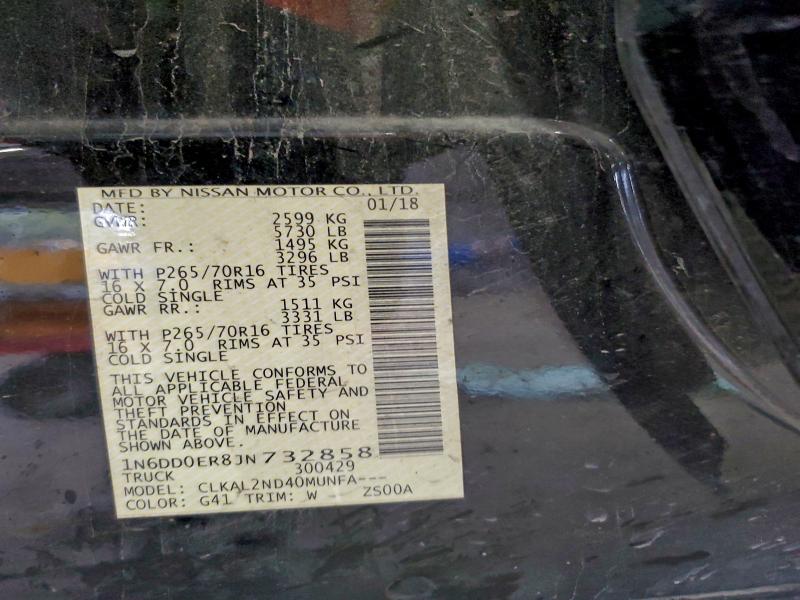 MFD BY NISSAN MOTOR CO., LTD.
DATE: 01/18
GVWR: 2599 KG
5730 LB
GAWR FR.: 1495 KG
3296 LB
WITH P265/70R16 TIRES
16 X 7.0 RIMS AT 35 PSI
COLD SINGLE
GAWR RR.: 1511 KG
3331 LB
WITH P265/70R16 TIRES
16 X 7.0 RIMS AT 35 PSI
COLD SINGLE
THIS VEHICLE CONFORMS TO
ALL APPLICABLE FEDERAL
MOTOR VEHICLE SAFETY AND
THEFT PREVENTION
STANDARDS IN EFFECT ON
THE DATE OF MANUFACTURE
SHOWN ABOVE.
1N6DD0ER8JN732858
TRUCK 300429
MODEL: CLKAL2ND40MUNFA---
COLOR: G41 TRIM: W ZS00A